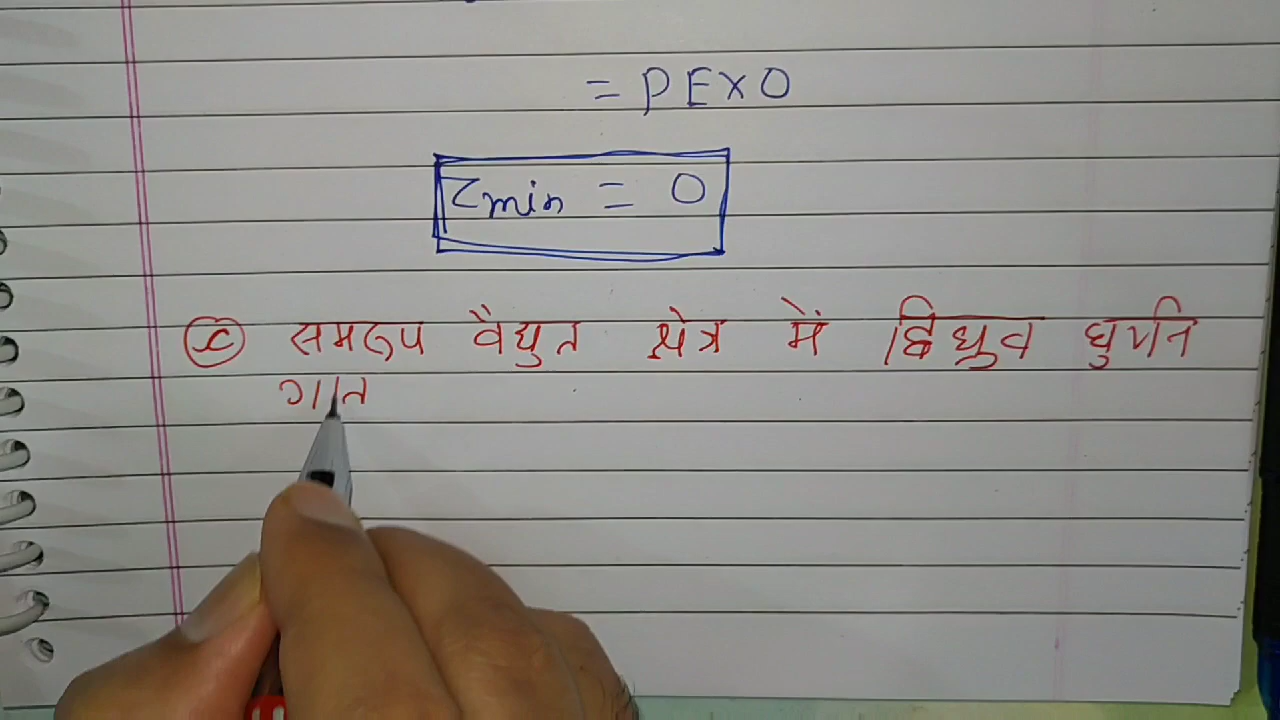 = PE×0
τmin = 0
ⓒ समरूप वैद्युत क्षेत्र में द्विध्रुव घुर्णन
गति